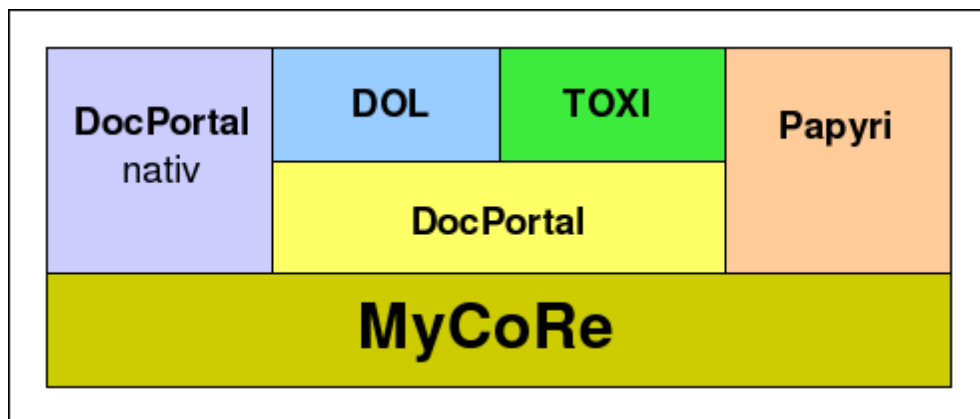 DocPortal
nativ
DOL
TOXI
Papyri
DocPortal
MyCoRe